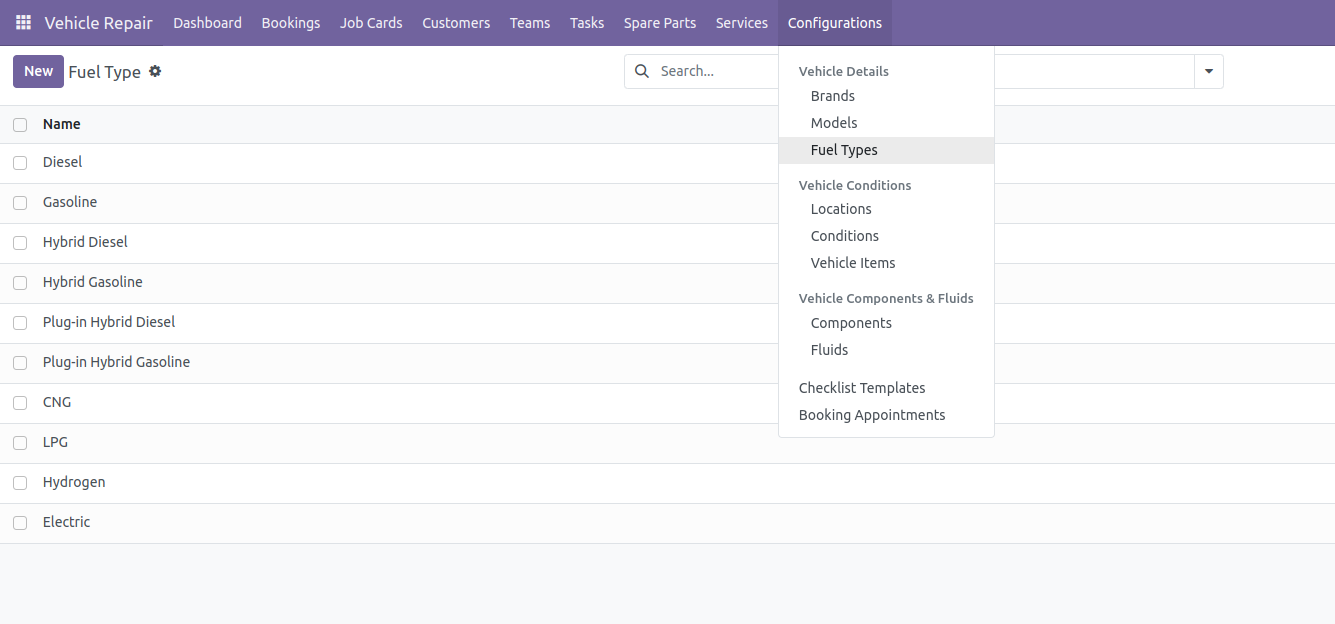 Vehicle Repair Dashboard Bookings Job Cards Customers Teams Tasks Spare Parts Services Configurations
New Fuel Type Search...
Name
Diesel
Gasoline
Hybrid Diesel
Hybrid Gasoline
Plug-in Hybrid Diesel
Plug-in Hybrid Gasoline
CNG
LPG
Hydrogen
Electric
Vehicle Details
Brands
Models
Fuel Types
Vehicle Conditions
Locations
Conditions
Vehicle Items
Vehicle Components & Fluids
Components
Fluids
Checklist Templates
Booking Appointments